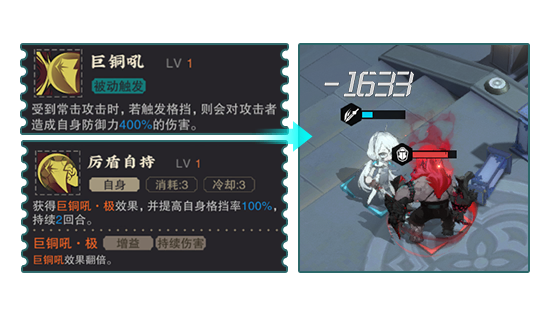 巨铜吼 LV 1
被动触发
受到常击攻击时，若触发格挡，则会对攻击者
造成自身防御力400%的伤害。
厉盾自持 LV 1
自身 消耗:3 冷却:3
获得巨铜吼·极效果，并提高自身格挡率100%，
持续2回合。
巨铜吼·极 增益 持续伤害
巨铜吼效果翻倍。
-1633